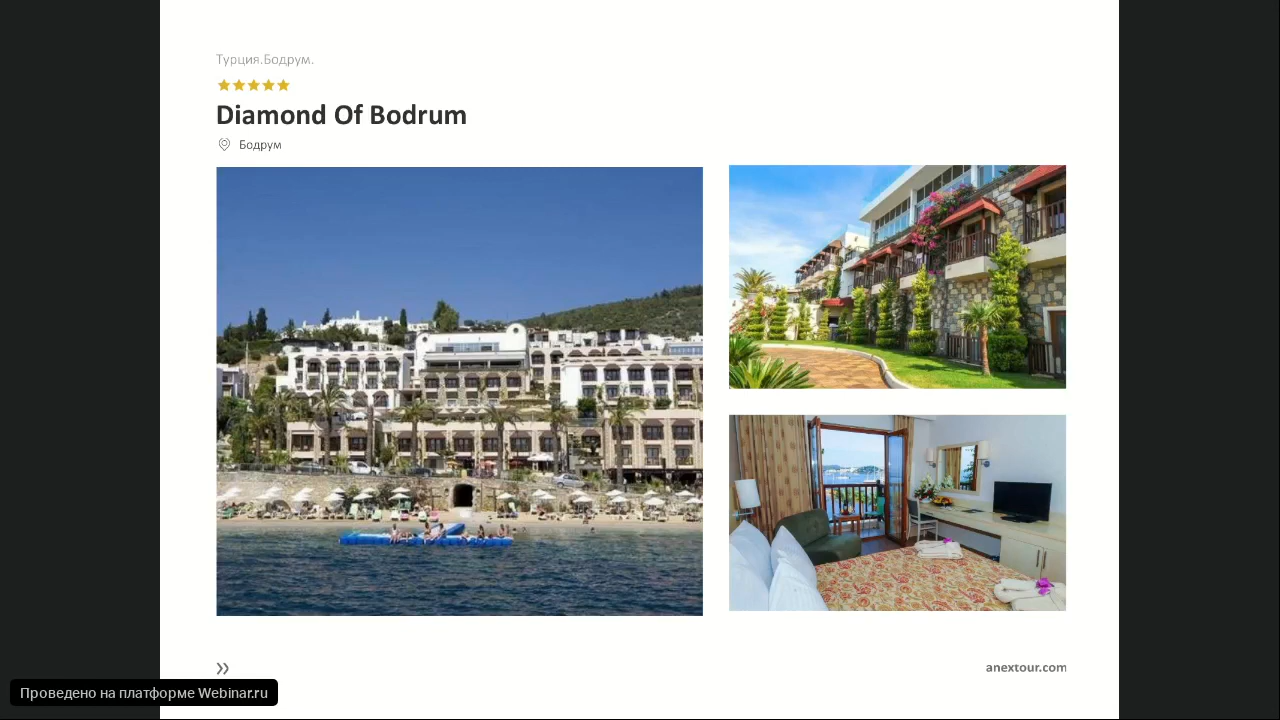 Турция.Бодрум.
Diamond Of Bodrum
Бодрум
anextour.com
Проведено на платформе Webinar.ru